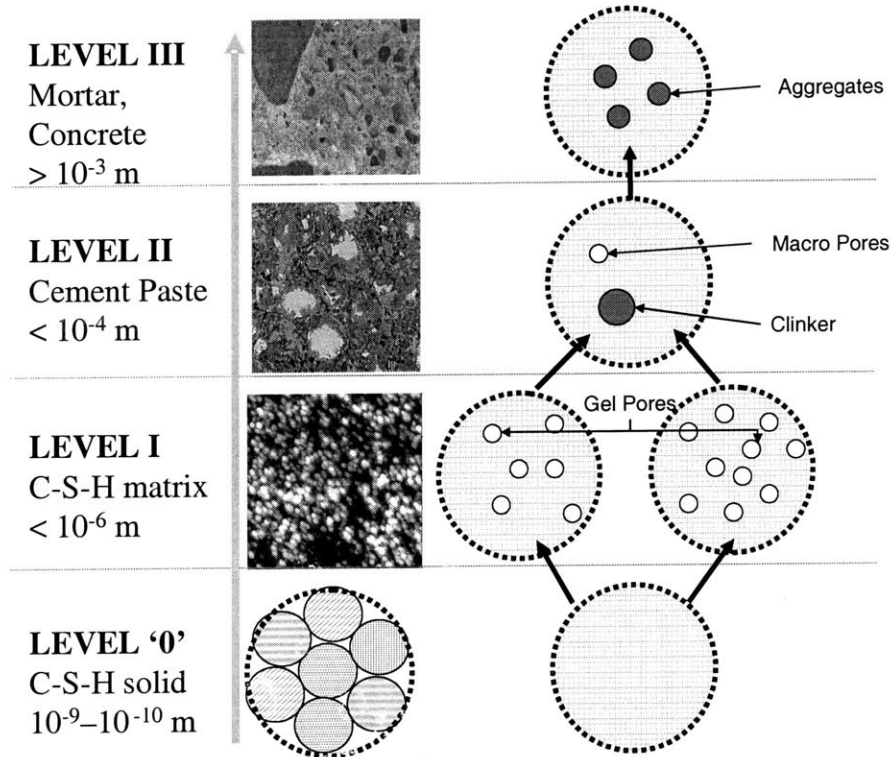 LEVEL III
Mortar,
Concrete
> 10⁻³ m
Aggregates
LEVEL II
Cement Paste
< 10⁻⁴ m
Macro Pores
Clinker
LEVEL I
C-S-H matrix
< 10⁻⁶ m
Gel Pores
LEVEL ‘0’
C-S-H solid
10⁻⁹–10⁻¹⁰ m